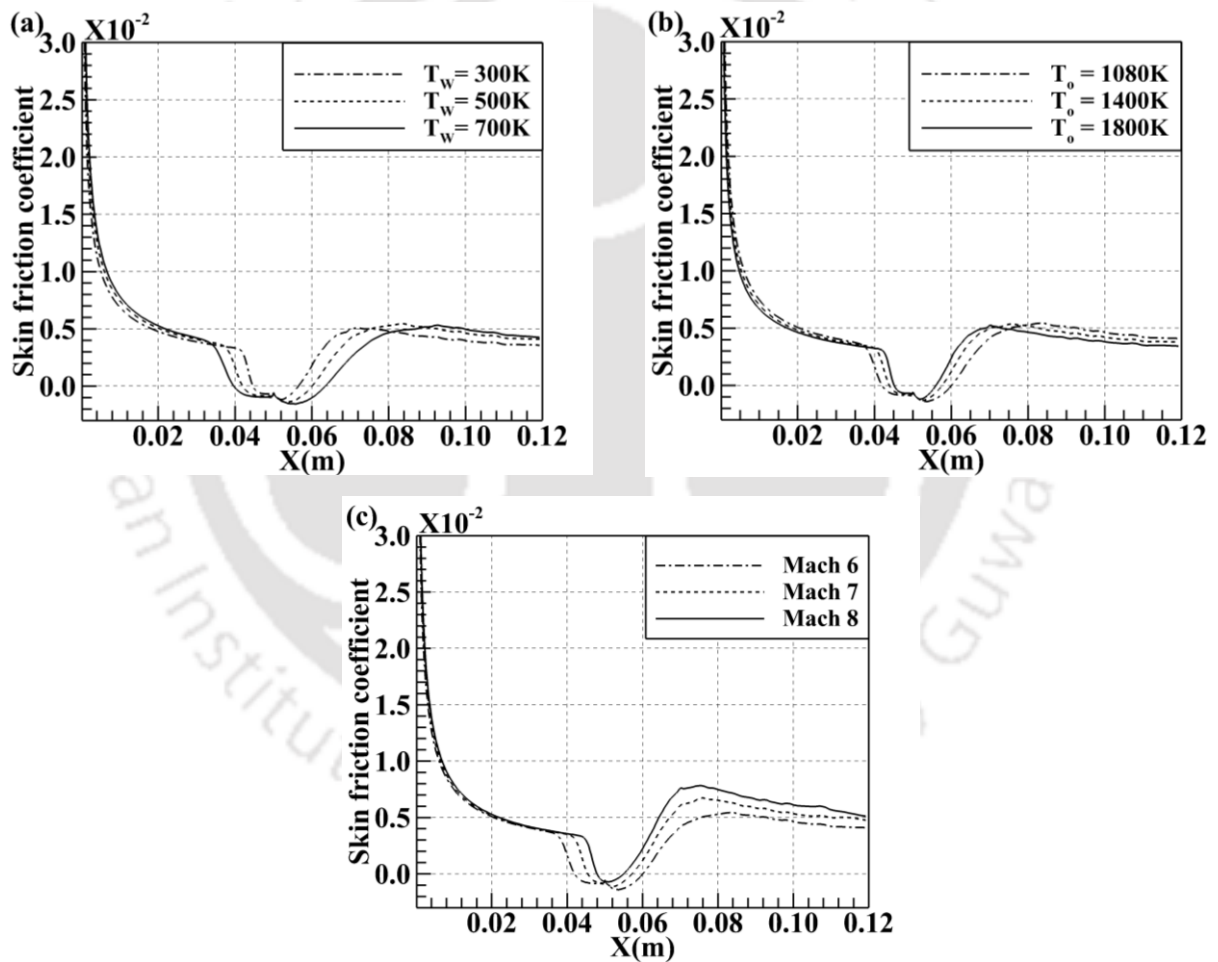 (a)
X10^-2
Skin friction coefficient
3.0
2.5
2.0
1.5
1.0
0.5
0.0
T_W= 300K
T_W= 500K
T_W= 700K
0.02 0.04 0.06 0.08 0.10 0.12
X(m)
(b)
X10^-2
Skin friction coefficient
3.0
2.5
2.0
1.5
1.0
0.5
0.0
T_o = 1080K
T_o = 1400K
T_o = 1800K
0.02 0.04 0.06 0.08 0.10 0.12
X(m)
(c)
X10^-2
Skin friction coefficient
3.0
2.5
2.0
1.5
1.0
0.5
0.0
Mach 6
Mach 7
Mach 8
0.02 0.04 0.06 0.08 0.10 0.12
X(m)
an Institu
Guwa